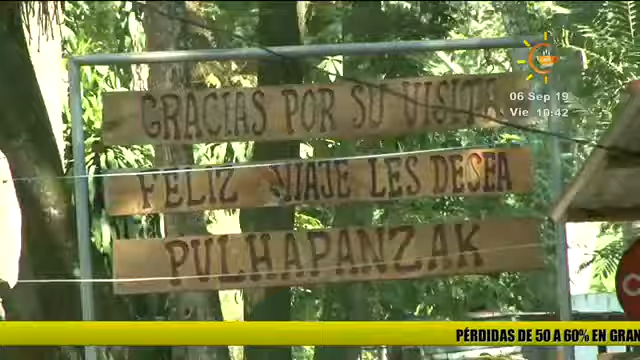 GRACIAS POR SU VISITA
06 Sep 19
Vie 10:42
FELIZ VIAJE LES DESEA
PULHAPANZAK
PÉRDIDAS DE 50 A 60% EN GRAN